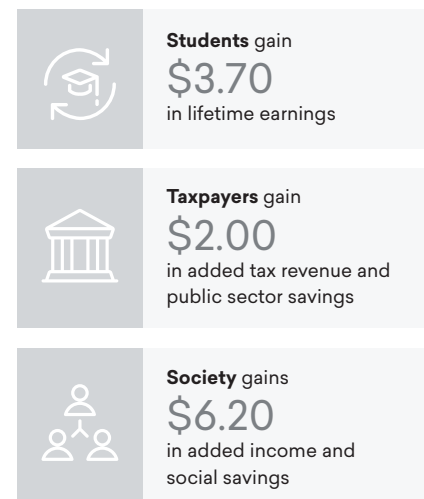 Students gain
$3.70
in lifetime earnings
Taxpayers gain
$2.00
in added tax revenue and
public sector savings
Society gains
$6.20
in added income and
social savings